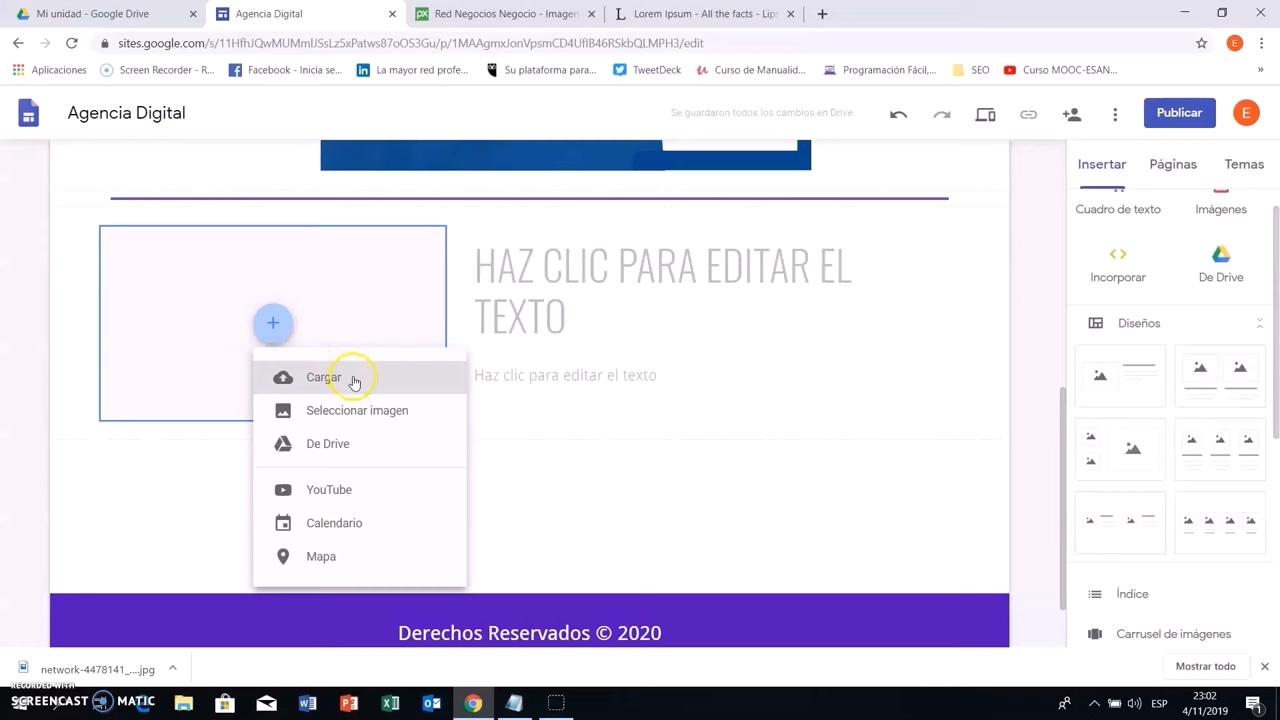 Mi unidad - Google Drive
Agencia Digital
Red Negocios Negocio - Imagen
Lorem Ipsum - All the facts - Lips
sites.google.com/s/11HfhJQwMUMmIJSsLz5xPatws87oOS3Gu/p/1MAAgmxJonVpsmCD4UfIB46RSkbQLMPH3/edit
E
Aplicaciones
Screen Recorder - R...
Facebook - Inicia se...
La mayor red profe...
Su plataforma para...
TweetDeck
Curso de Manualid...
Programación Fácil,...
SEO
Curso MOOC-ESAN...
»
Agencia Digital
Se guardaron todos los cambios en Drive.
Publicar
E
Insertar
Páginas
Temas
Cuadro de texto
Imágenes
Incorporar
De Drive
Diseños
HAZ CLIC PARA EDITAR EL
TEXTO
Haz clic para editar el texto
Cargar
Seleccionar imagen
De Drive
YouTube
Calendario
Mapa
Índice
Carrusel de imágenes
Derechos Reservados © 2020
network-4478141_....jpg
Mostrar todo
RECORDED WITH
SCREENCAST MATIC
ESP
23:02
4/11/2019